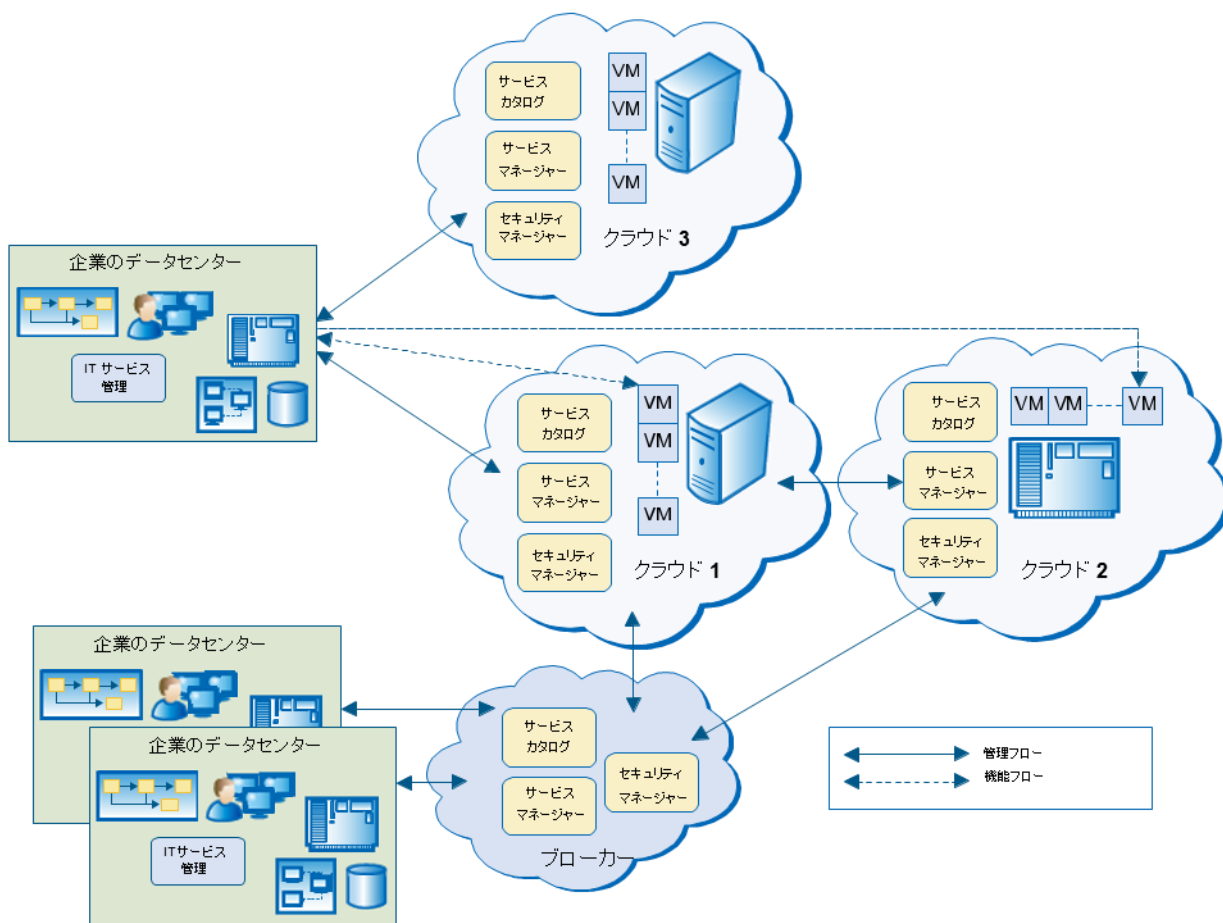 サービス
カタログ
サービス
マネージャー
セキュリティ
マネージャー
VM
VM
VM
クラウド 3
企業のデータセンター
IT サービス
管理
サービス
カタログ
サービス
マネージャー
セキュリティ
マネージャー
VM
VM
VM
クラウド 1
サービス
カタログ
サービス
マネージャー
セキュリティ
マネージャー
VM VM VM
クラウド 2
企業のデータセンター
企業のデータセンター
ITサービス
管理
サービス
カタログ
サービス
マネージャー
セキュリティ
マネージャー
ブローカー
管理フロー
機能フロー